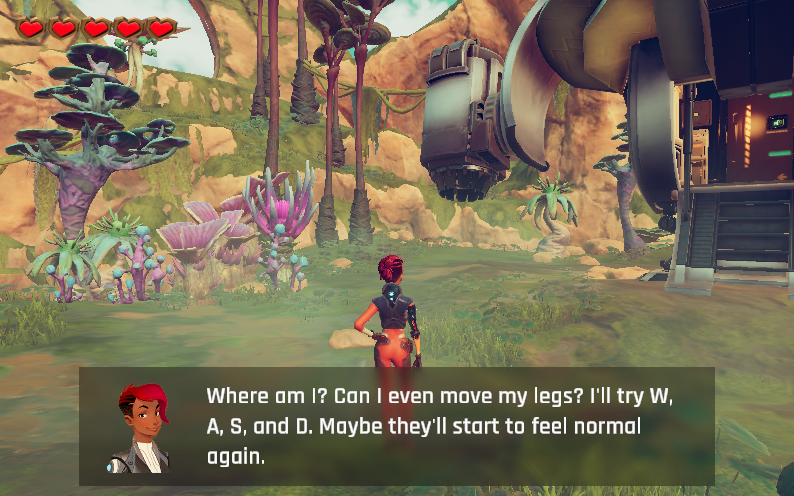 Where am I? Can I even move my legs? I'll try W,
A, S, and D. Maybe they'll start to feel normal
again.